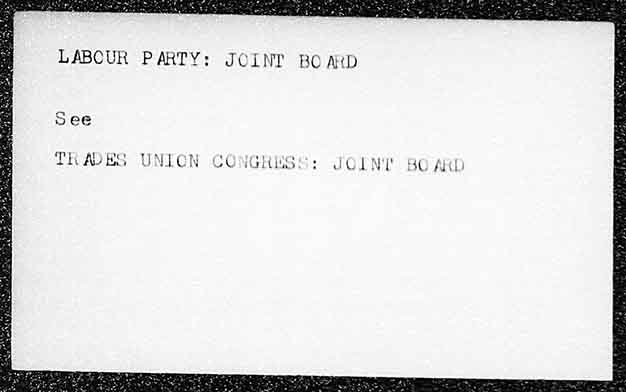 LABOUR PARTY: JOINT BOARD
See
TRADES UNION CONGRESS: JOINT BOARD